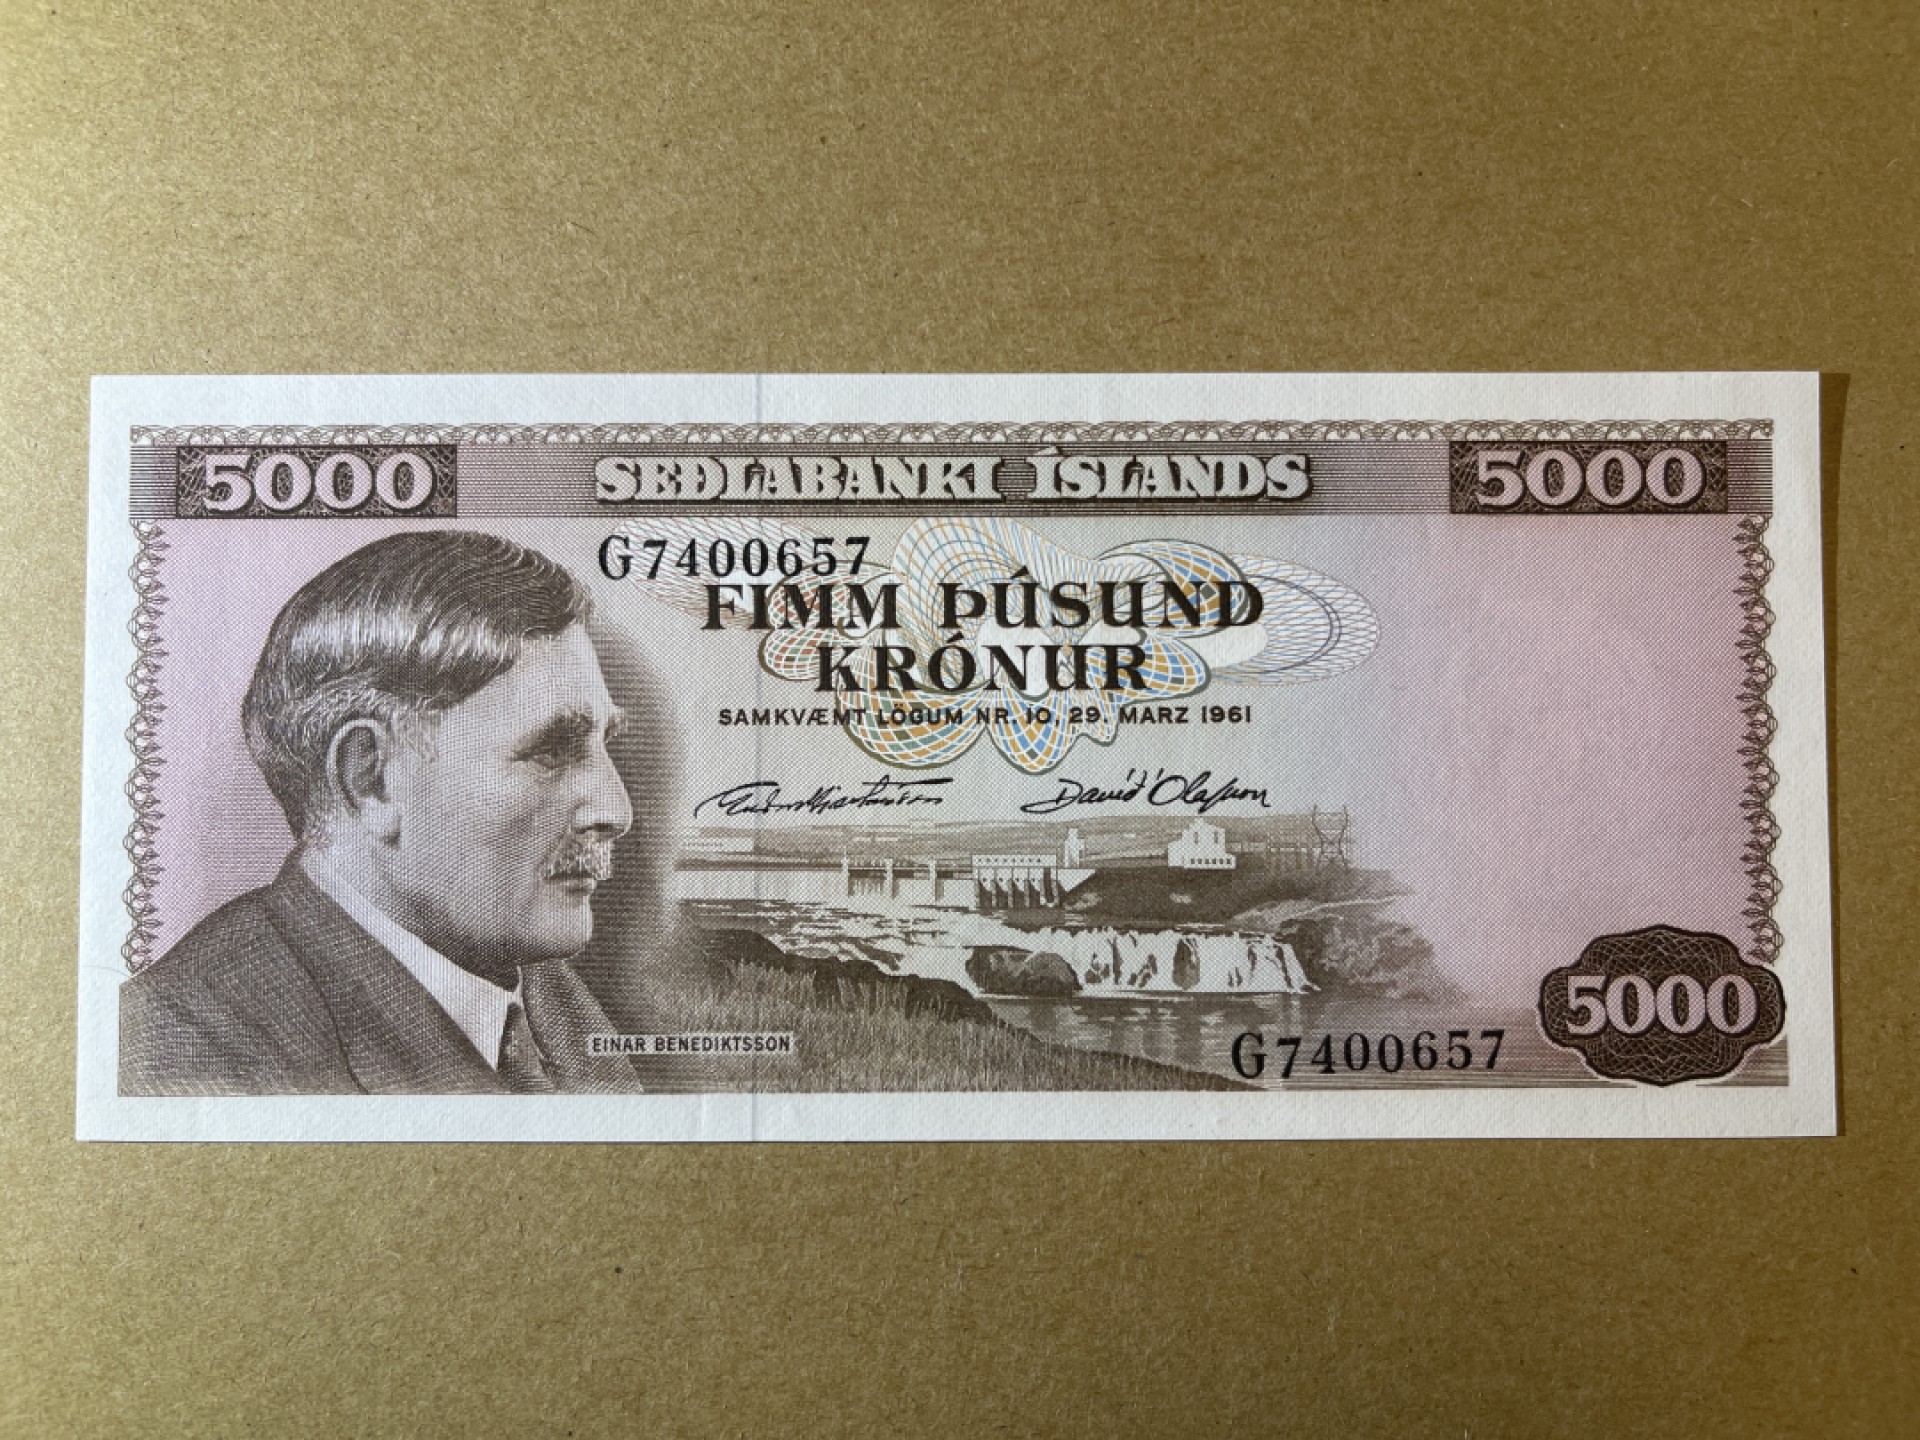 5000 SEÐLABANKI ÍSLANDS 5000
G7400657
FIMM ÞÚSUND
KRÓNUR
SAMKVÆMT LÖGUM NR. 10, 29. MARZ 1961
Davíð Ólafsson
EINAR BENEDIKTSSON
G7400657
5000